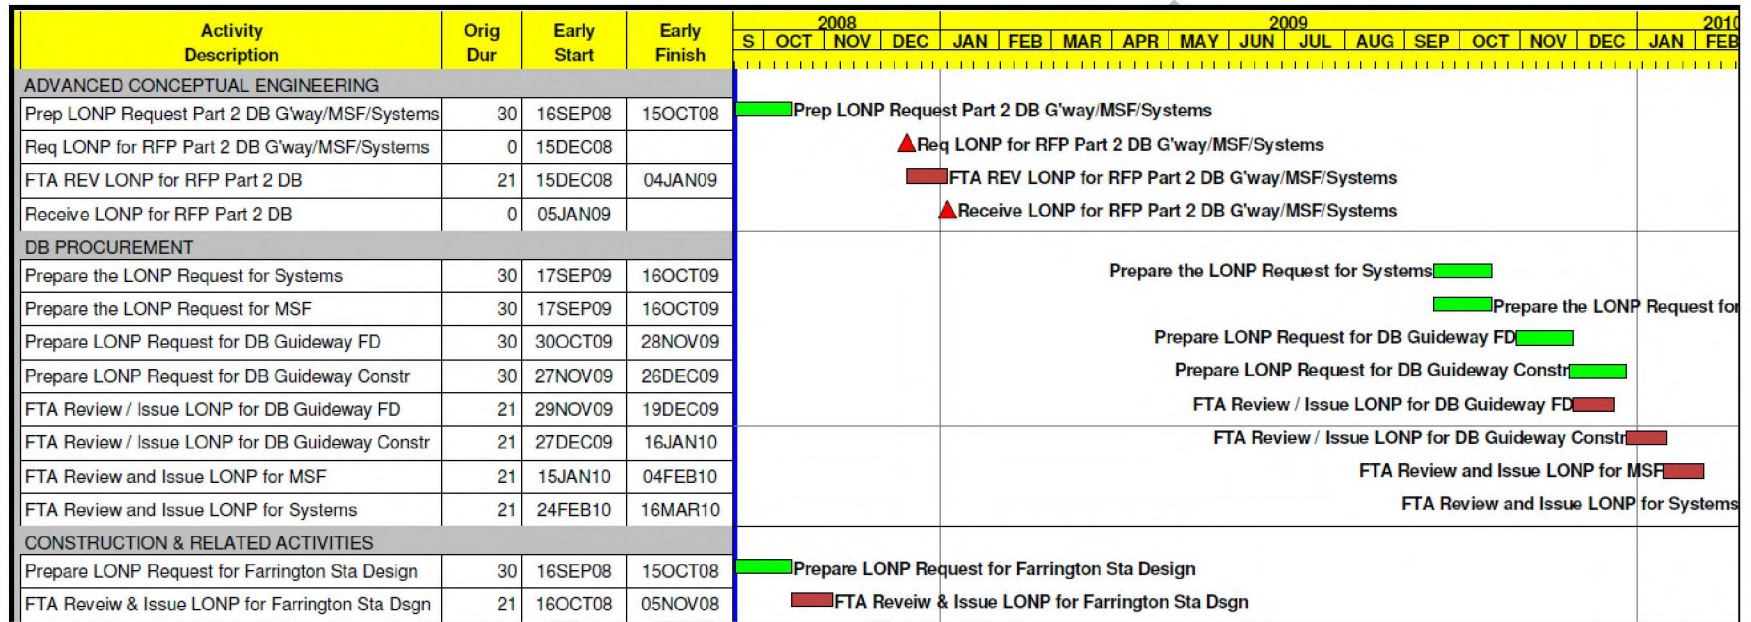 Activity Description Orig Dur Early Start Early Finish
2008 2009 2010
S OCT NOV DEC JAN FEB MAR APR MAY JUN JUL AUG SEP OCT NOV DEC JAN FEB
ADVANCED CONCEPTUAL ENGINEERING
Prep LONP Request Part 2 DB G'way/MSF/Systems 30 16SEP08 15OCT08 Prep LONP Request Part 2 DB G'way/MSF/Systems
Req LONP for RFP Part 2 DB G'way/MSF/Systems 0 15DEC08 Req LONP for RFP Part 2 DB G'way/MSF/Systems
FTA REV LONP for RFP Part 2 DB 21 15DEC08 04JAN09 FTA REV LONP for RFP Part 2 DB G'way/MSF/Systems
Receive LONP for RFP Part 2 DB 0 05JAN09 Receive LONP for RFP Part 2 DB G'way/MSF/Systems
DB PROCUREMENT
Prepare the LONP Request for Systems 30 17SEP09 16OCT09 Prepare the LONP Request for Systems
Prepare the LONP Request for MSF 30 17SEP09 16OCT09 Prepare the LONP Request for
Prepare LONP Request for DB Guideway FD 30 30OCT09 28NOV09 Prepare LONP Request for DB Guideway FD
Prepare LONP Request for DB Guideway Constr 30 27NOV09 26DEC09 Prepare LONP Request for DB Guideway Constr
FTA Review / Issue LONP for DB Guideway FD 21 29NOV09 19DEC09 FTA Review / Issue LONP for DB Guideway FD
FTA Review / Issue LONP for DB Guideway Constr 21 27DEC09 16JAN10 FTA Review / Issue LONP for DB Guideway Constr
FTA Review and Issue LONP for MSF 21 15JAN10 04FEB10 FTA Review and Issue LONP for MSF
FTA Review and Issue LONP for Systems 21 24FEB10 16MAR10 FTA Review and Issue LONP for Systems
CONSTRUCTION & RELATED ACTIVITIES
Prepare LONP Request for Farrington Sta Design 30 16SEP08 15OCT08 Prepare LONP Request for Farrington Sta Design
FTA Reveiw & Issue LONP for Farrington Sta Dsgn 21 16OCT08 05NOV08 FTA Reveiw & Issue LONP for Farrington Sta Dsgn